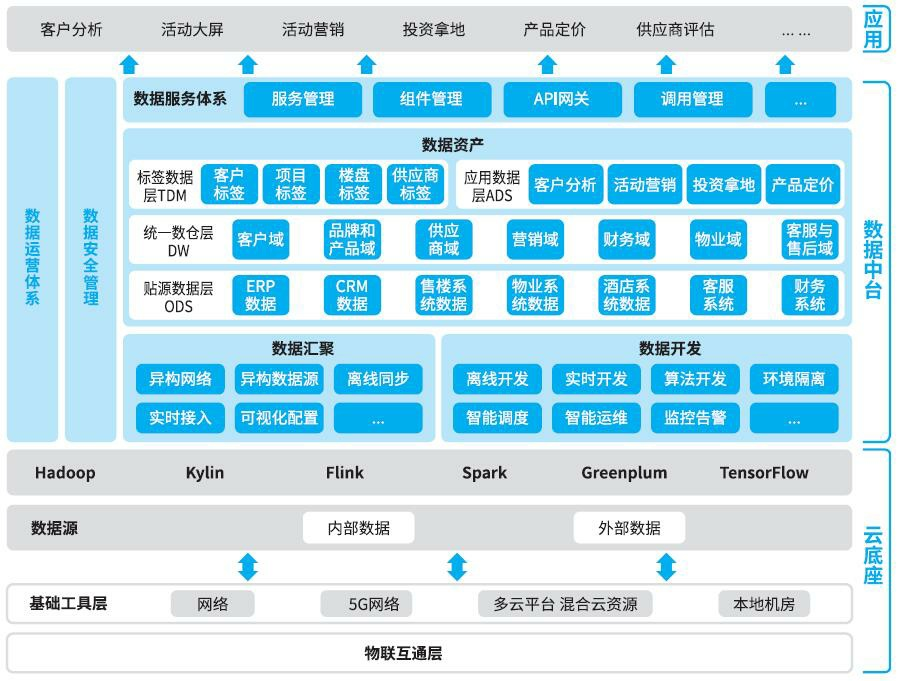 客户分析 活动大屏 活动营销 投资拿地 产品定价 供应商评估 ... ...
应用
数据运营体系
数据安全管理
数据服务体系 服务管理 组件管理 API网关 调用管理 ...
数据资产
标签数据
层TDM
客户
标签
项目
标签
楼盘
标签
供应商
标签
应用数据
层ADS
客户分析 活动营销 投资拿地 产品定价
统一数仓层
DW
客户域
品牌和
产品域
供应
商域
营销域
财务域
物业域
客服与
售后域
贴源数据层
ODS
ERP
数据
CRM
数据
售楼系
统数据
物业系
统数据
酒店系
统数据
客服
系统
财务
系统
数据汇聚
异构网络 异构数据源 离线同步
实时接入 可视化配置 ...
数据开发
离线开发 实时开发 算法开发 环境隔离
智能调度 智能运维 监控告警 ...
数据中台
Hadoop Kylin Flink Spark Greenplum TensorFlow
数据源 内部数据 外部数据
基础工具层 网络 5G网络 多云平台 混合云资源 本地机房
物联互通层
云底座